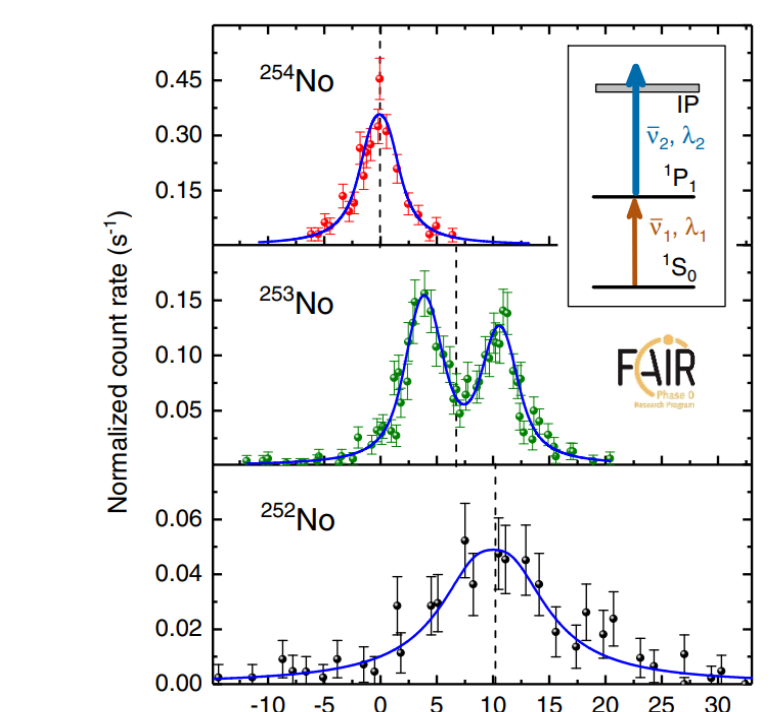 Normalized count rate (s⁻¹)
²⁵⁴No
0.45
0.30
0.15
IP
ν̄₂, λ₂
¹P₁
ν̄₁, λ₁
¹S₀
²⁵³No
0.15
0.10
0.05
FAIR
Phase 0
Research Program
²⁵²No
0.06
0.04
0.02
0.00
-10 -5 0 5 10 15 20 25 30